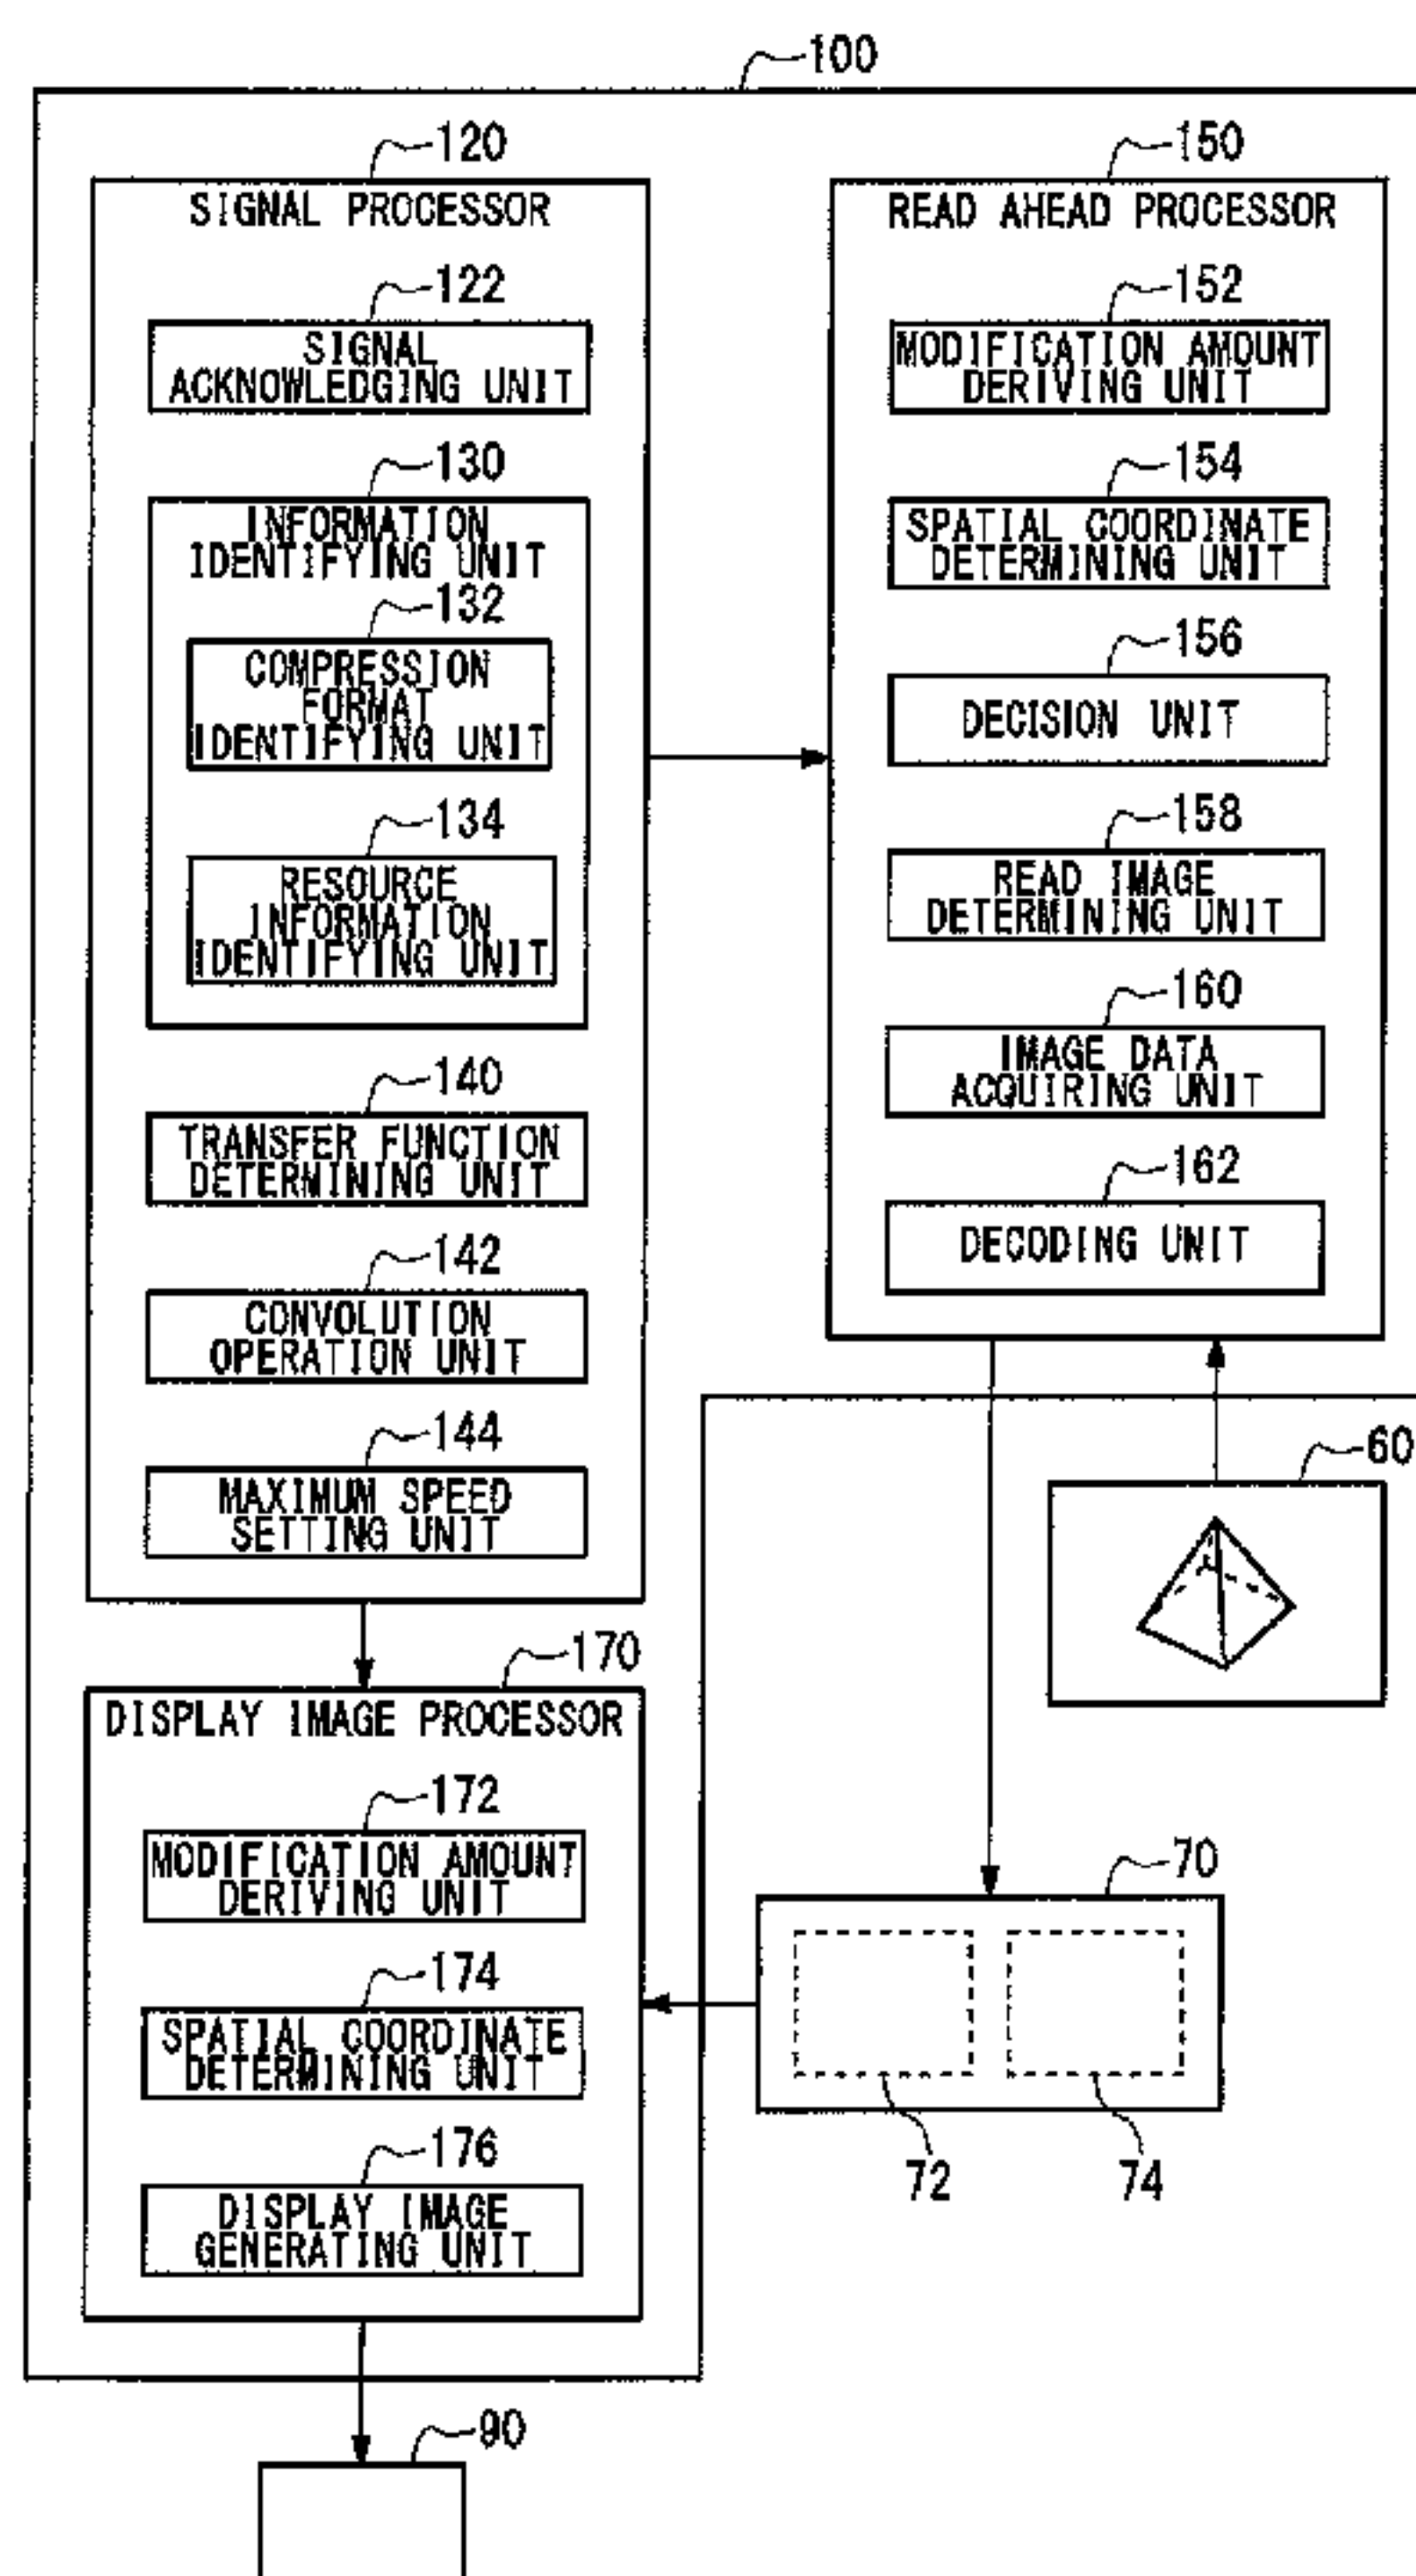 100
120
SIGNAL PROCESSOR
122
SIGNAL
ACKNOWLEDGING UNIT
130
INFORMATION
IDENTIFYING UNIT
132
COMPRESSION
FORMAT
IDENTIFYING UNIT
134
RESOURCE
INFORMATION
IDENTIFYING UNIT
140
TRANSFER FUNCTION
DETERMINING UNIT
142
CONVOLUTION
OPERATION UNIT
144
MAXIMUM SPEED
SETTING UNIT
150
READ AHEAD PROCESSOR
152
MODIFICATION AMOUNT
DERIVING UNIT
154
SPATIAL COORDINATE
DETERMINING UNIT
156
DECISION UNIT
158
READ IMAGE
DETERMINING UNIT
160
IMAGE DATA
ACQUIRING UNIT
162
DECODING UNIT
60
170
DISPLAY IMAGE PROCESSOR
172
MODIFICATION AMOUNT
DERIVING UNIT
174
SPATIAL COORDINATE
DETERMINING UNIT
176
DISPLAY IMAGE
GENERATING UNIT
70
72
74
90